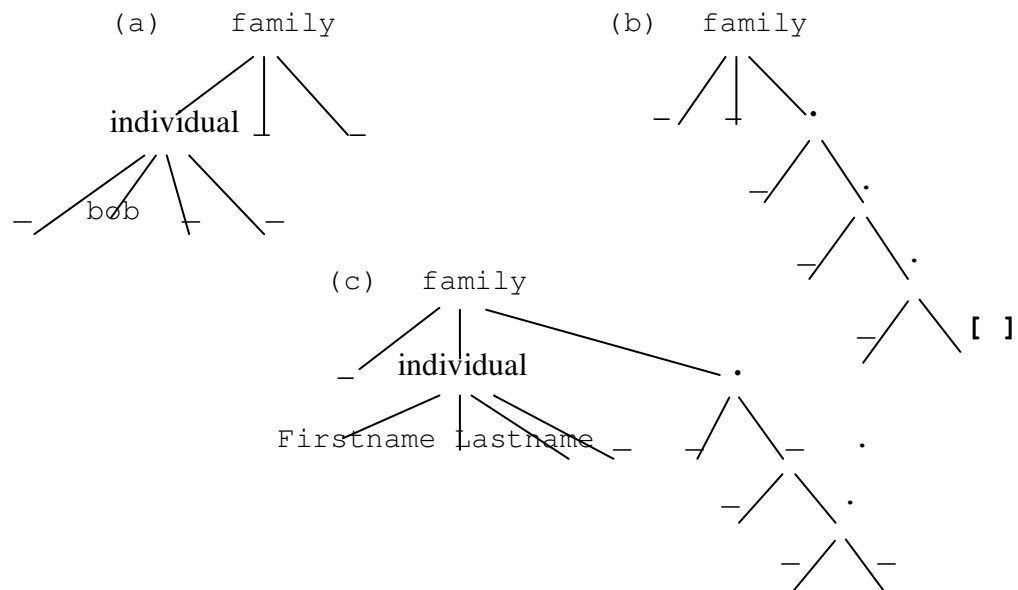 (a) family
individual _ _
_ bob _ _
(b) family
_ _ .
_ .
_ .
_ [ ]
(c) family
_ individual .
Firstname Lastname _ _ _ .
_ .
_ _